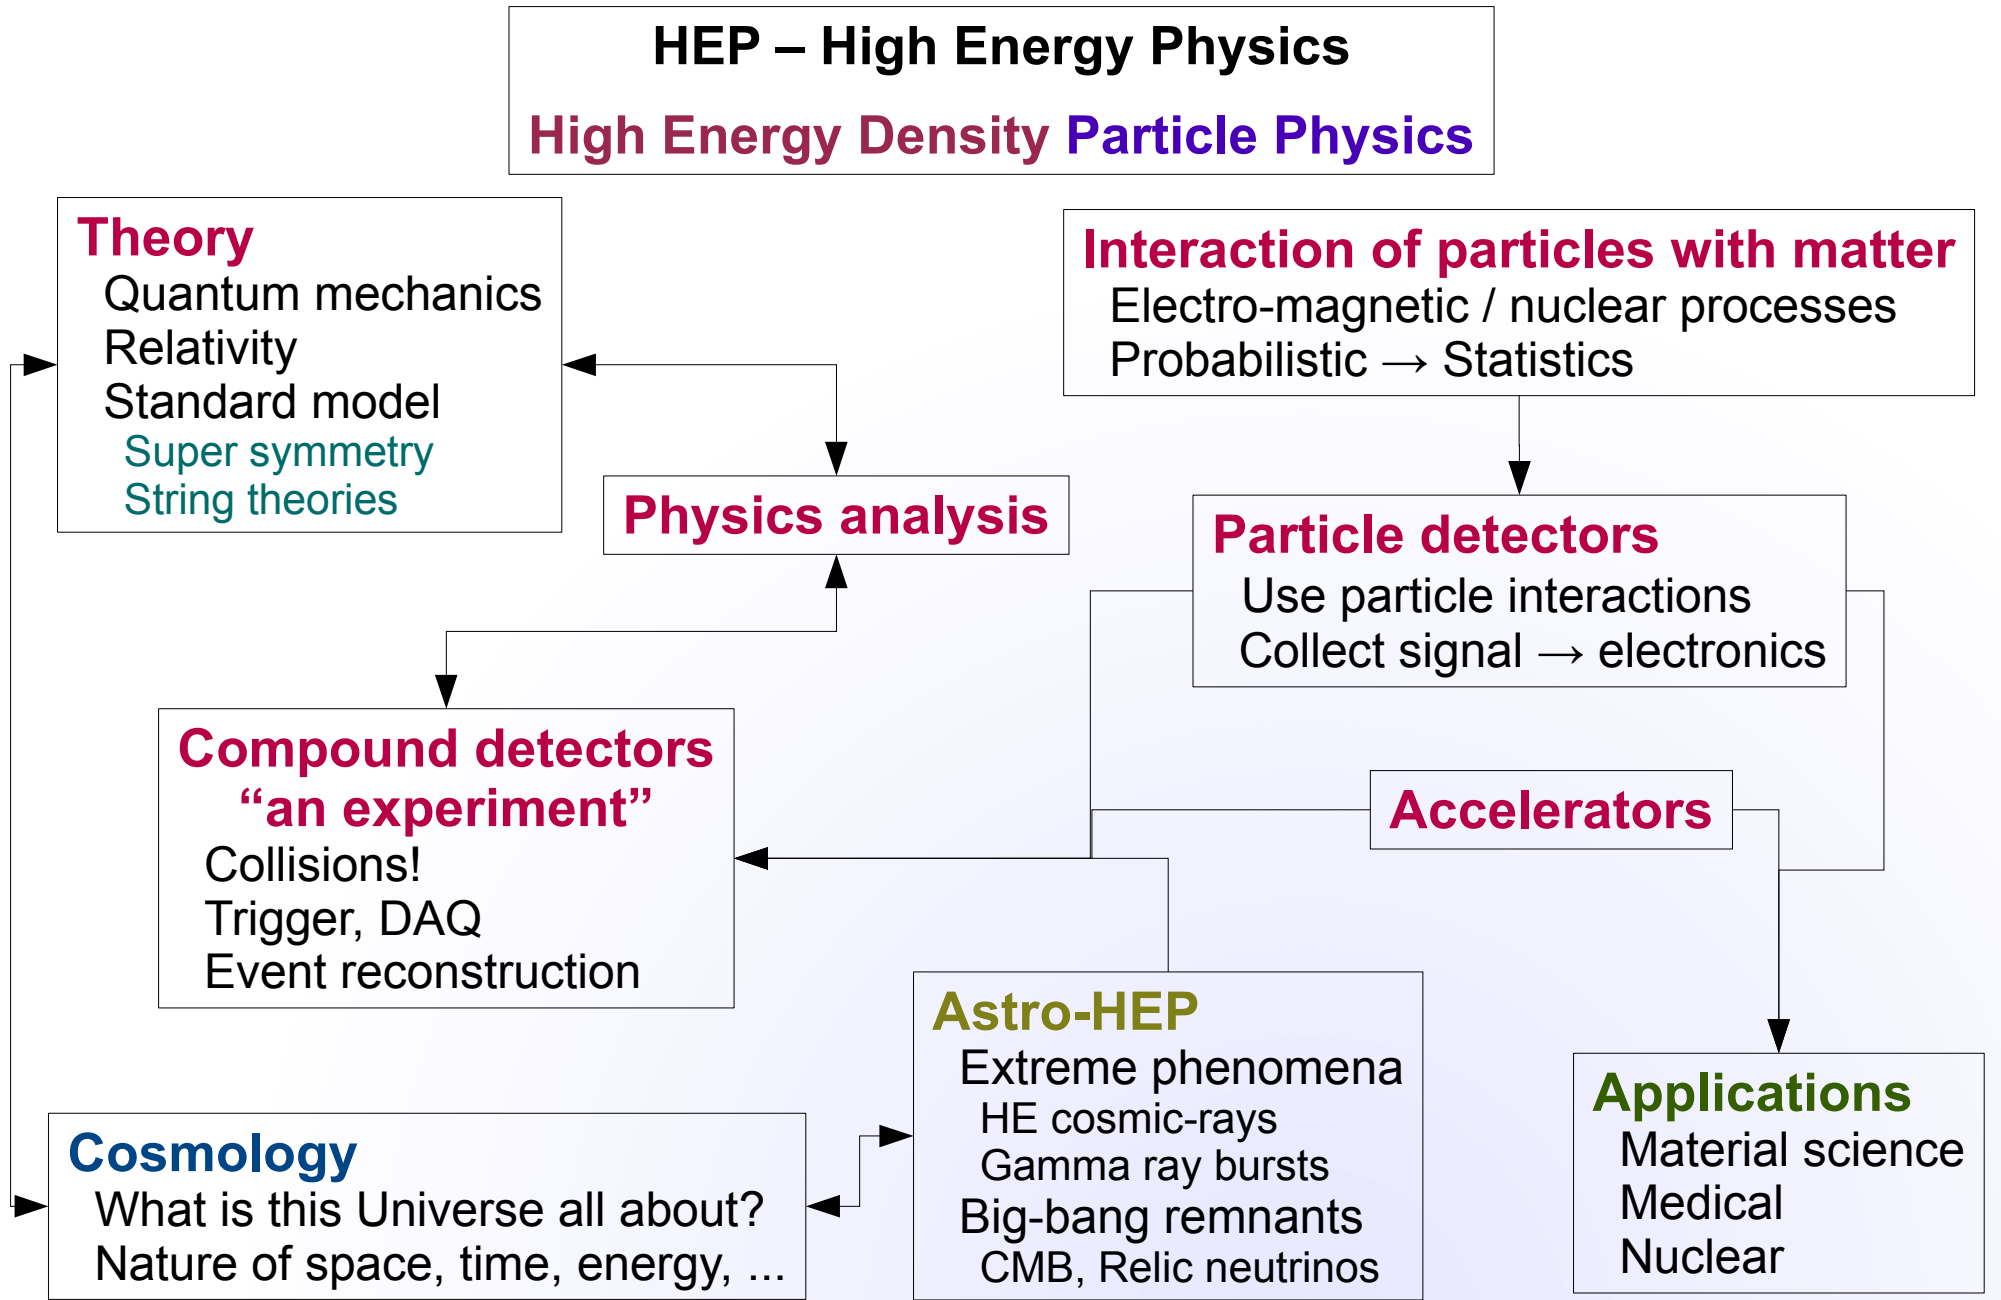 HEP – High Energy Physics
High Energy Density Particle Physics
Theory
Quantum mechanics
Relativity
Standard model
Super symmetry
String theories
Interaction of particles with matter
Electro-magnetic / nuclear processes
Probabilistic → Statistics
Physics analysis
Particle detectors
Use particle interactions
Collect signal → electronics
Compound detectors
“an experiment”
Collisions!
Trigger, DAQ
Event reconstruction
Accelerators
Astro-HEP
Extreme phenomena
HE cosmic-rays
Gamma ray bursts
Big-bang remnants
CMB, Relic neutrinos
Applications
Material science
Medical
Nuclear
Cosmology
What is this Universe all about?
Nature of space, time, energy, ...